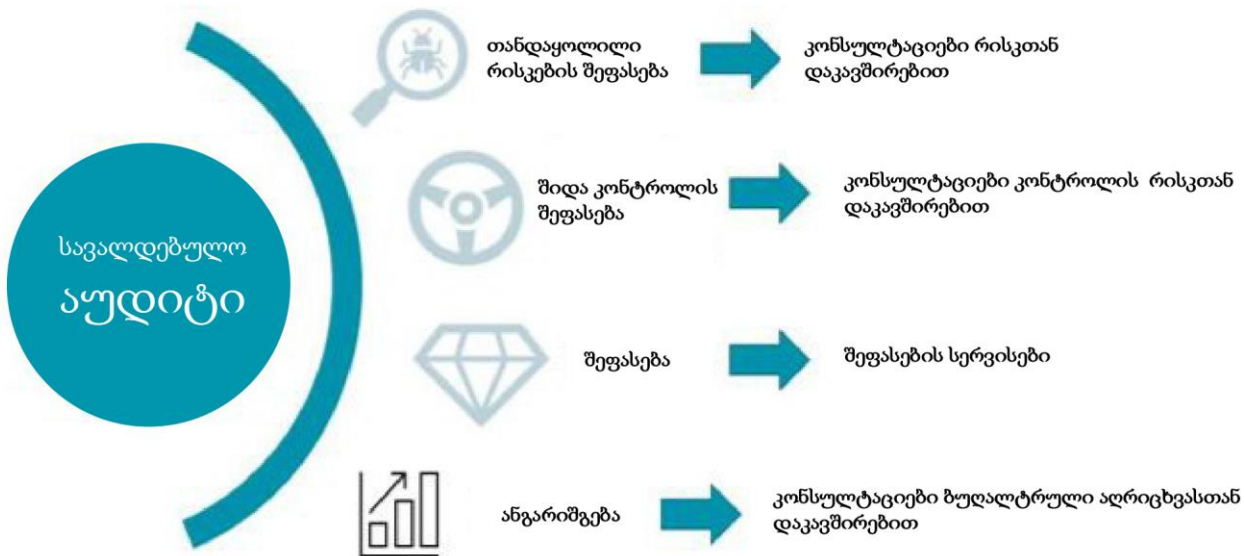 სავალდებულო
აუდიტი
თანდაყოლილი
რისკების შეფასება
კონსულტაციები რისკთან
დაკავშირებით
შიდა კონტროლის
შეფასება
კონსულტაციები კონტროლის რისკთან
დაკავშირებით
შეფასება
შეფასების სერვისები
ანგარიშგება
კონსულტაციები ბუღალტრული აღრიცხვასთან
დაკავშირებით